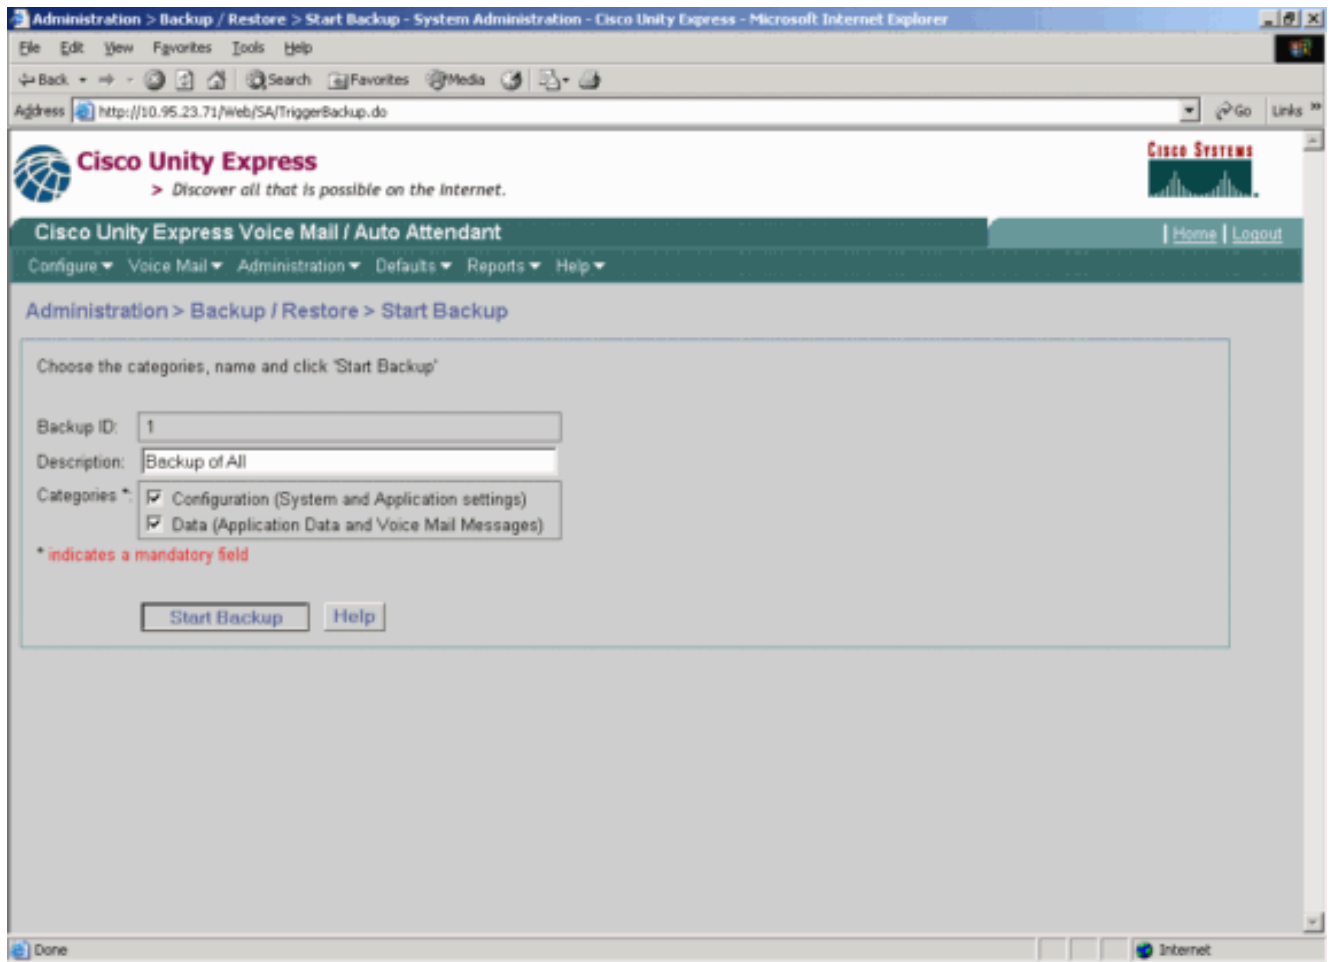 Administration > Backup / Restore > Start Backup - System Administration - Cisco Unity Express - Microsoft Internet Explorer
File Edit View Favorites Tools Help
Back Search Favorites Media
Address http://10.95.23.71/Web/SA/TriggerBackup.do Go Links »
Cisco Unity Express
> Discover all that is possible on the Internet.
CISCO SYSTEMS
Cisco Unity Express Voice Mail / Auto Attendant
| Home | Logout
Configure Voice Mail Administration Defaults Reports Help
Administration > Backup / Restore > Start Backup
Choose the categories, name and click 'Start Backup'
Backup ID: 1
Description: Backup of All
Categories *: Configuration (System and Application settings)
Data (Application Data and Voice Mail Messages)
* indicates a mandatory field
Start Backup Help
Done Internet